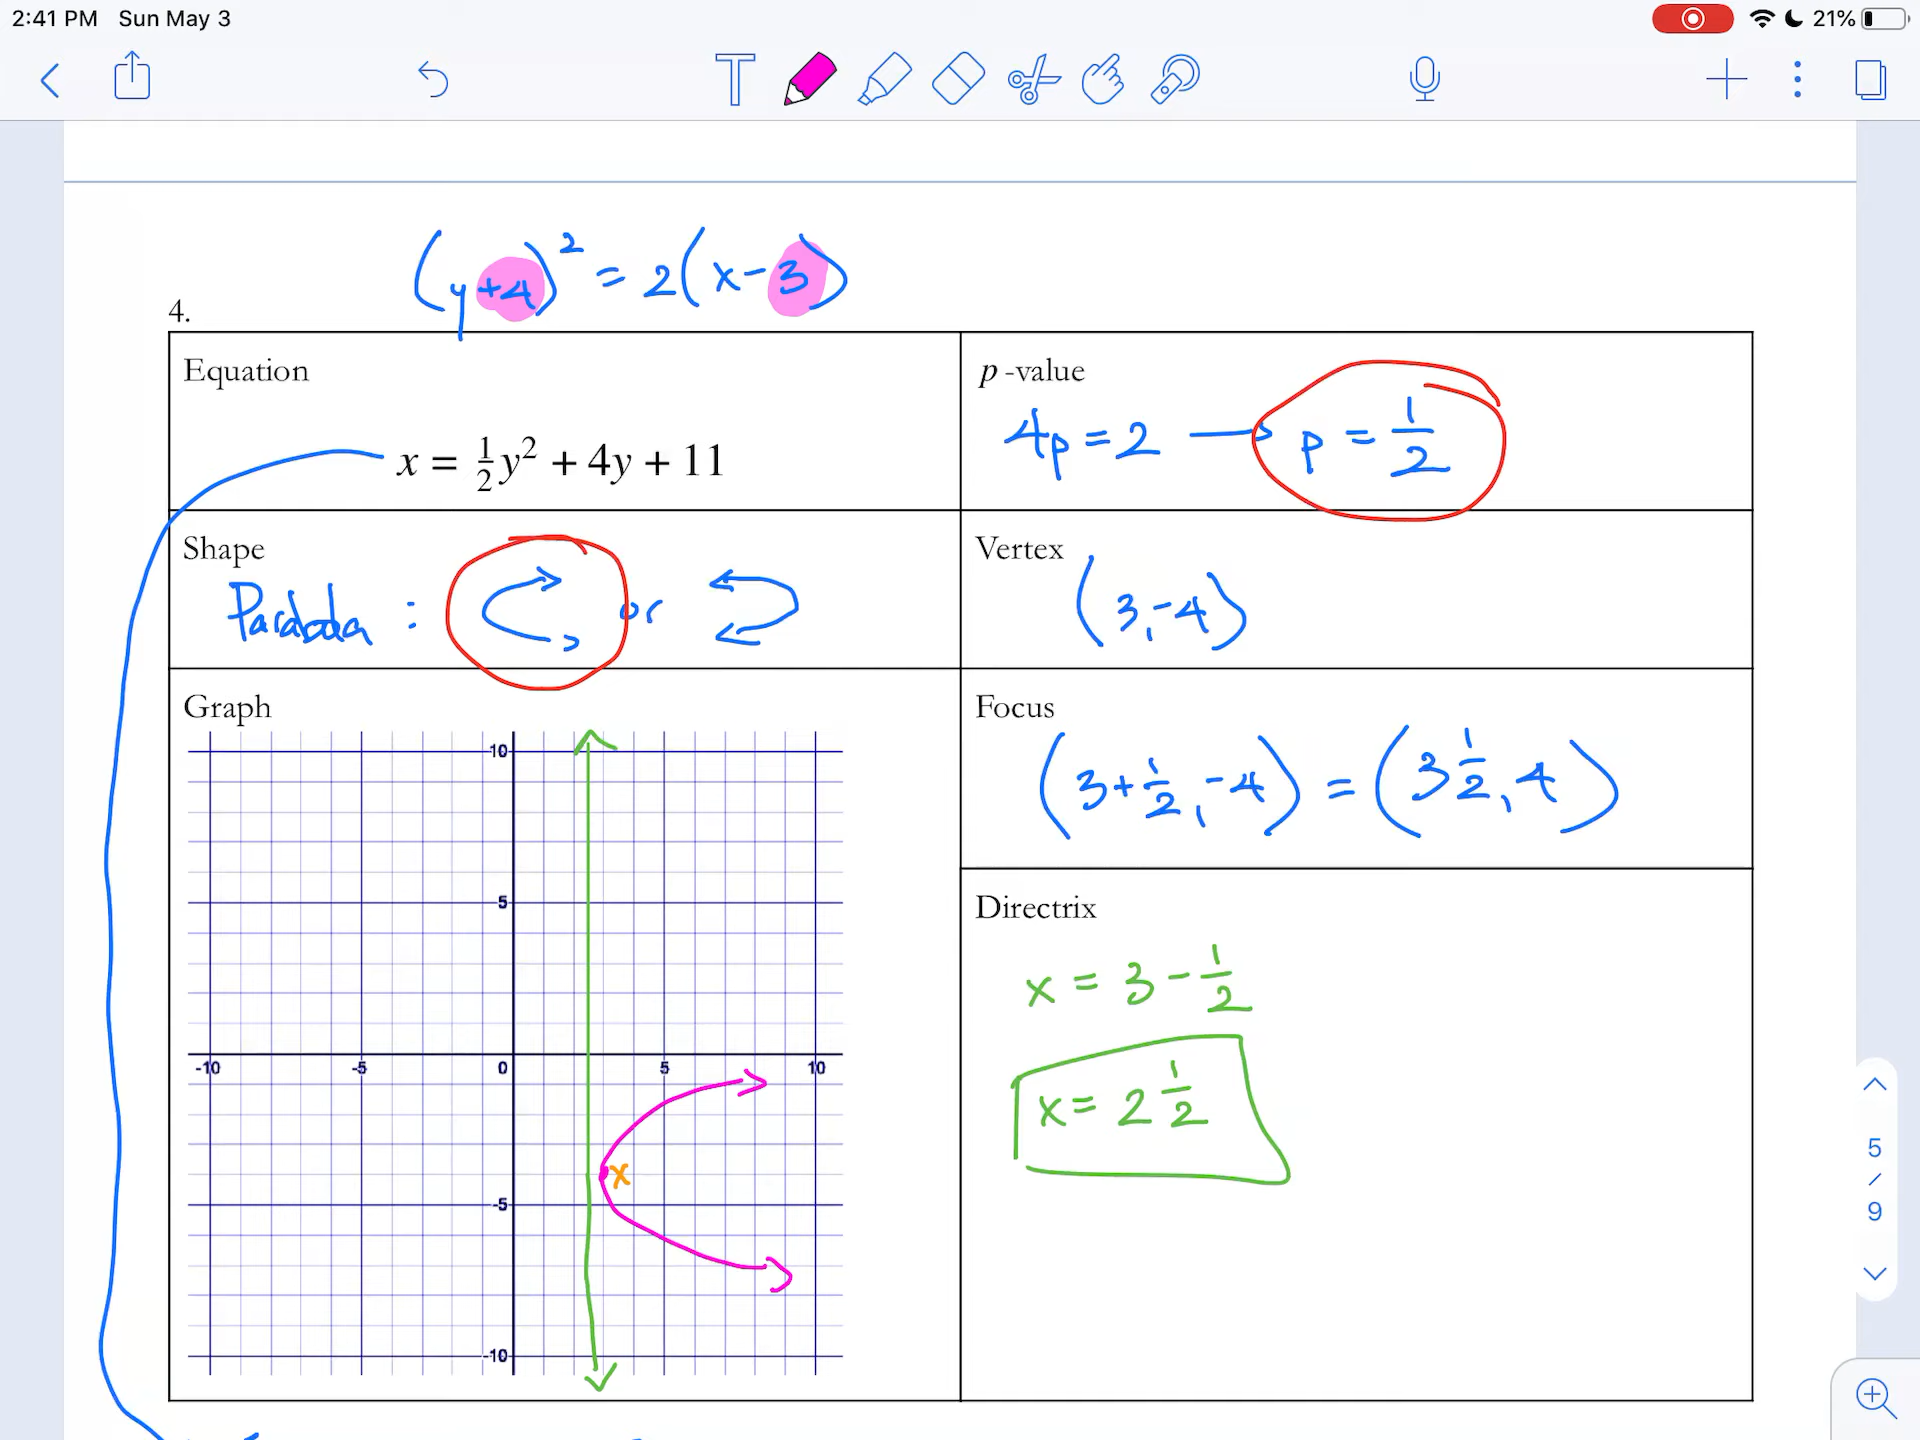 2:41 PM Sun May 3
21%
(y+4)² = 2(x-3)
4.
Equation
x = ½y² + 4y + 11
p -value
4p = 2 → p = 1/2
Shape
Parabola : or
Vertex
(3, -4)
Graph
10
5
-10 -5 0 5 10
-5
-10
Focus
(3+½, -4) = (3½, 4)
Directrix
x = 3 - ½
x = 2½
x
5
/
9